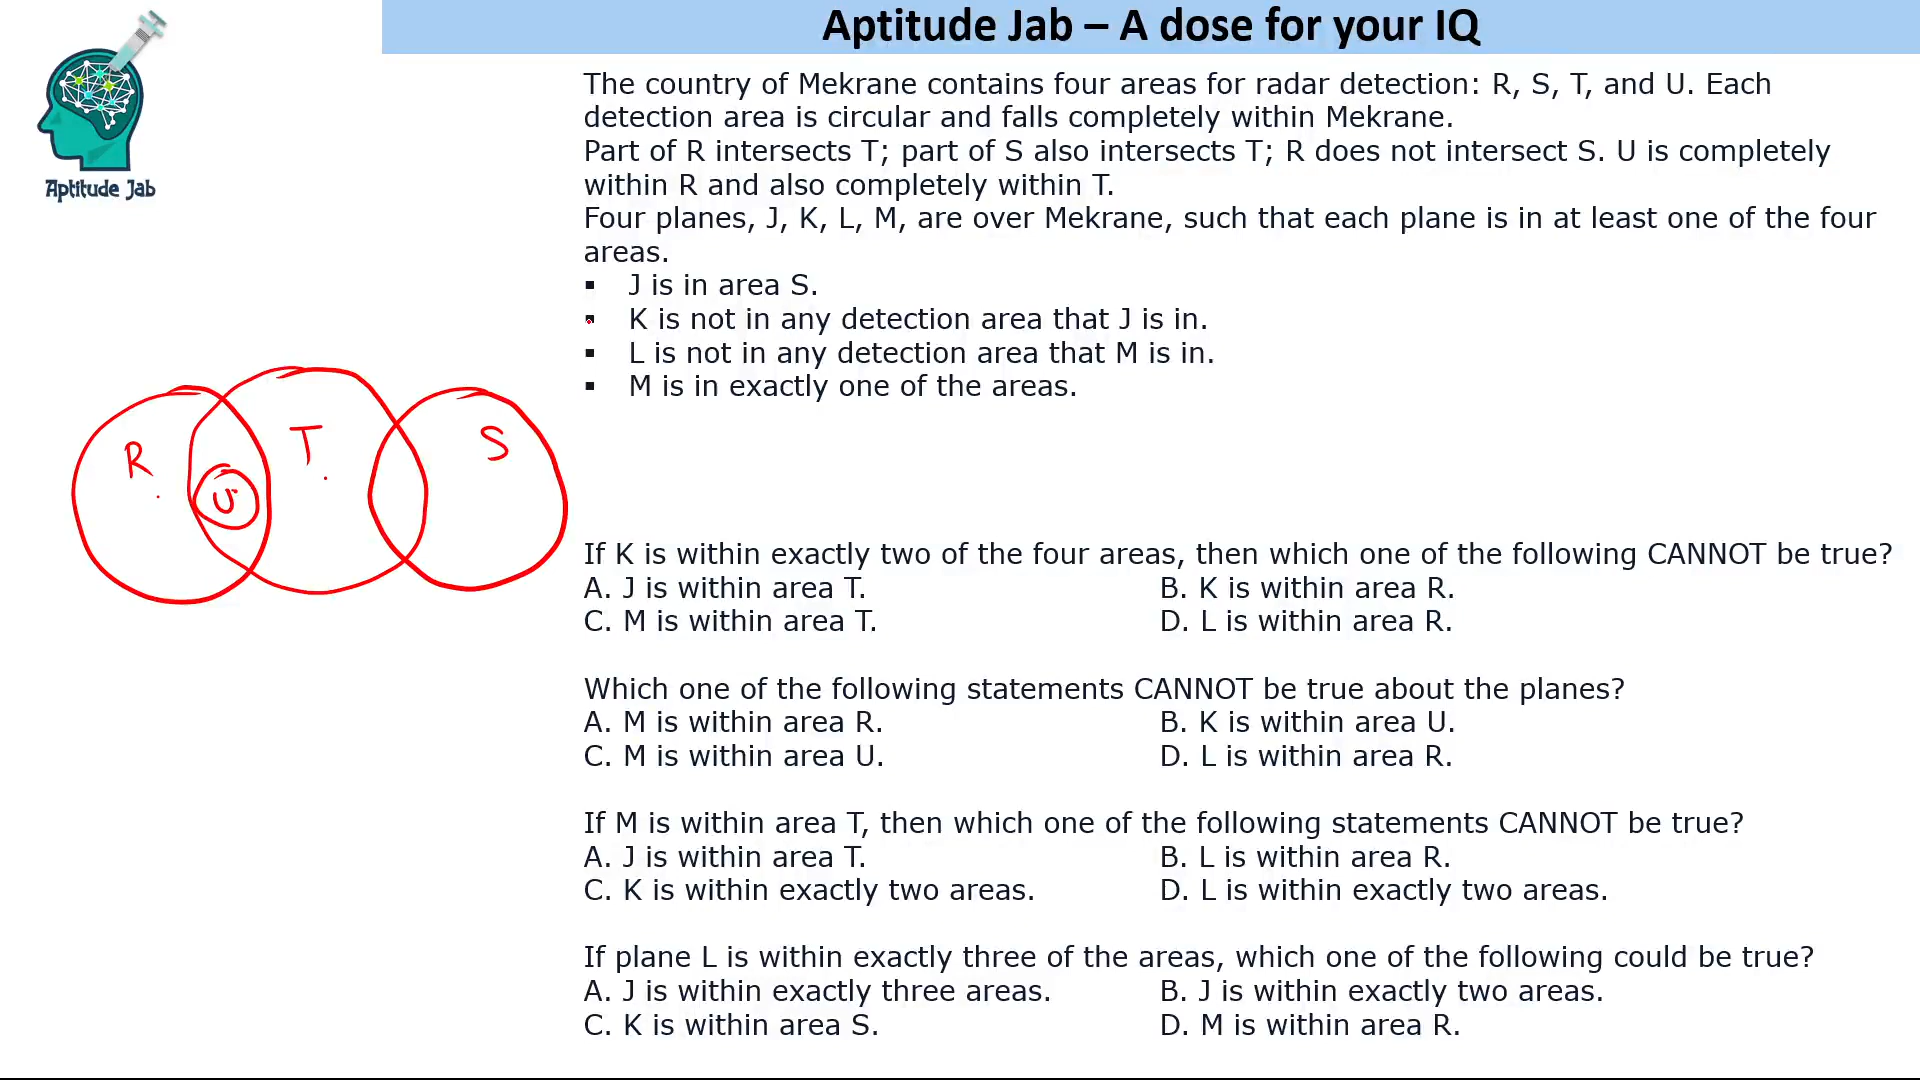 Aptitude Jab – A dose for your IQ
Aptitude Jab
The country of Mekrane contains four areas for radar detection: R, S, T, and U. Each
detection area is circular and falls completely within Mekrane.
Part of R intersects T; part of S also intersects T; R does not intersect S. U is completely
within R and also completely within T.
Four planes, J, K, L, M, are over Mekrane, such that each plane is in at least one of the four
areas.
▪ J is in area S.
▪ K is not in any detection area that J is in.
▪ L is not in any detection area that M is in.
▪ M is in exactly one of the areas.
R U T S
If K is within exactly two of the four areas, then which one of the following CANNOT be true?
A. J is within area T. B. K is within area R.
C. M is within area T. D. L is within area R.
Which one of the following statements CANNOT be true about the planes?
A. M is within area R. B. K is within area U.
C. M is within area U. D. L is within area R.
If M is within area T, then which one of the following statements CANNOT be true?
A. J is within area T. B. L is within area R.
C. K is within exactly two areas. D. L is within exactly two areas.
If plane L is within exactly three of the areas, which one of the following could be true?
A. J is within exactly three areas. B. J is within exactly two areas.
C. K is within area S. D. M is within area R.